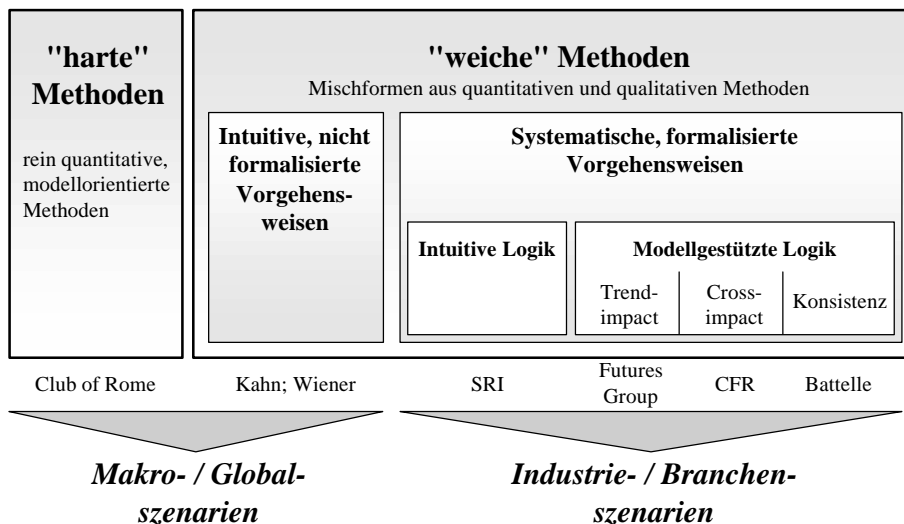 "harte"
Methoden
rein quantitative,
modellorientierte
Methoden
"weiche" Methoden
Mischformen aus quantitativen und qualitativen Methoden
Intuitive, nicht
formalisierte
Vorgehens-
weisen
Systematische, formalisierte
Vorgehensweisen
Intuitive Logik
Modellgestützte Logik
Trend-
impact
Cross-
impact
Konsistenz
Club of Rome
Kahn; Wiener
SRI
Futures
Group
CFR
Battelle
Makro- / Global-
szenarien
Industrie- / Branchen-
szenarien